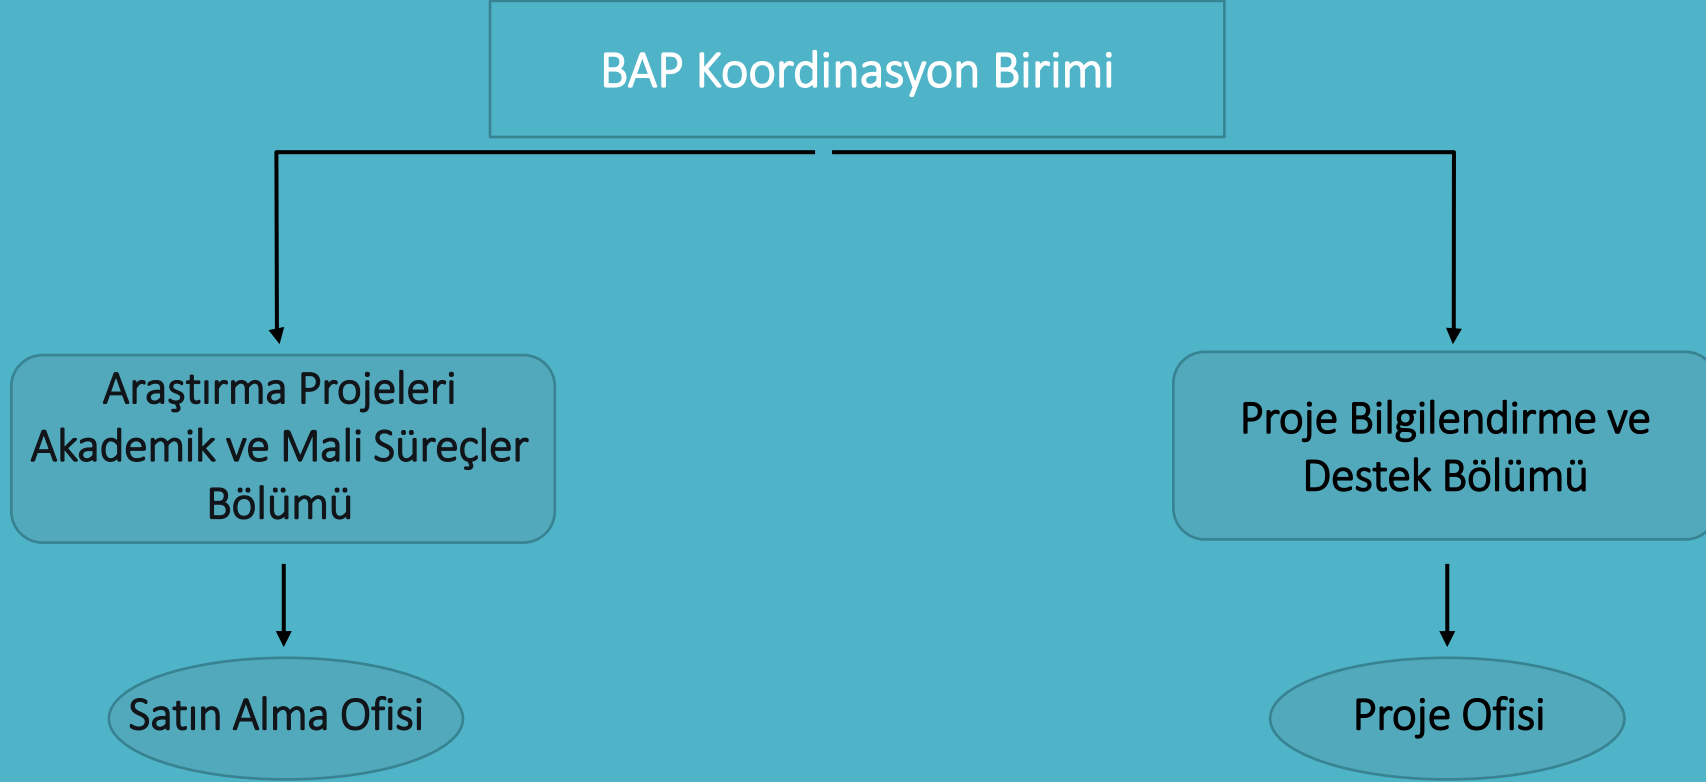 BAP Koordinasyon Birimi
Araştırma Projeleri
Akademik ve Mali Süreçler
Bölümü
Proje Bilgilendirme ve
Destek Bölümü
Satın Alma Ofisi
Proje Ofisi